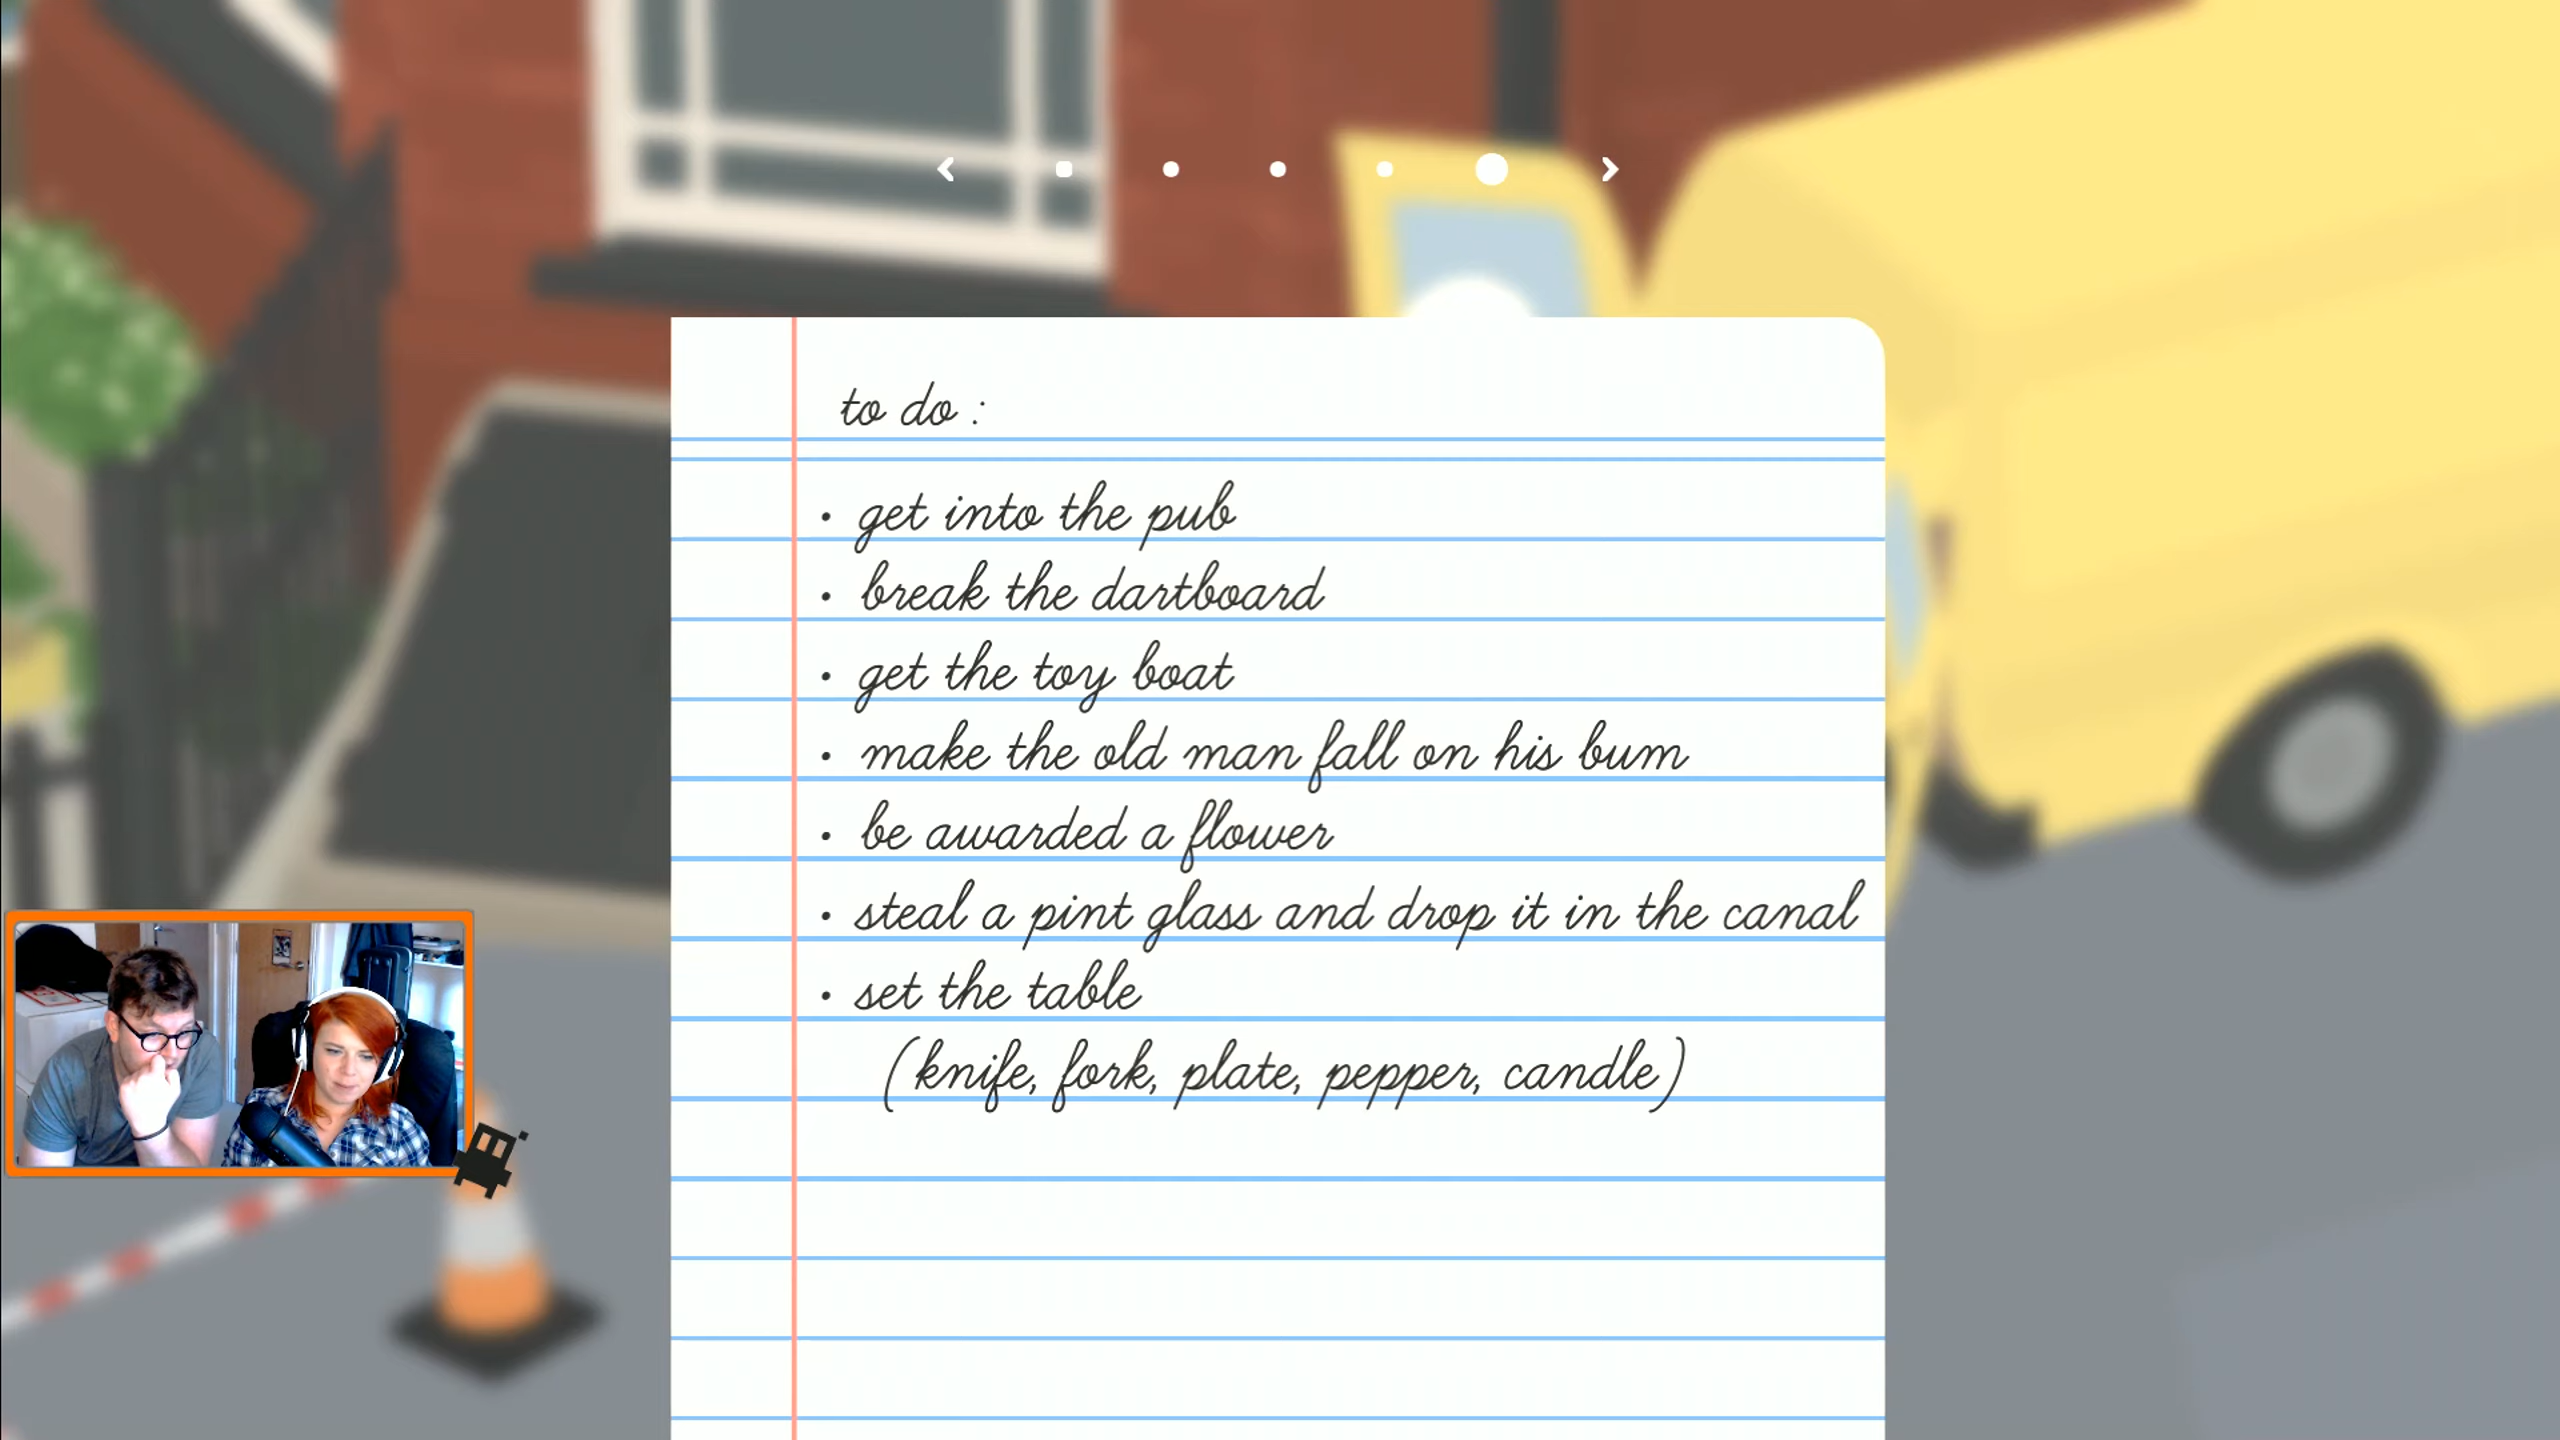 to do :
• get into the pub
• break the dartboard
• get the toy boat
• make the old man fall on his bum
• be awarded a flower
• steal a pint glass and drop it in the canal
• set the table
(knife, fork, plate, pepper, candle)